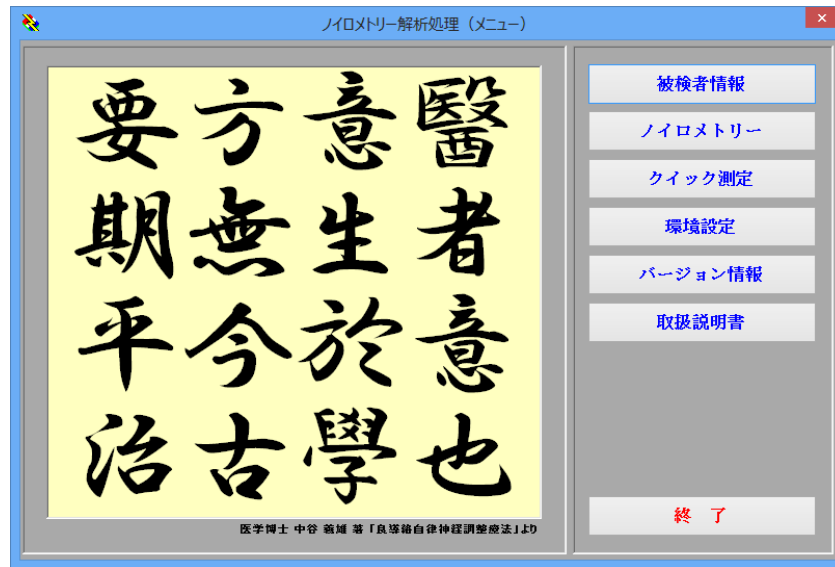 ノイロメトリー解析処理（メニュー）
醫者意也
意生於學
方無今古
要期平治
医学博士 中谷 義雄 著「良導絡自律神経調整療法」より
被検者情報
ノイロメトリー
クイック測定
環境設定
バージョン情報
取扱説明書
終　了